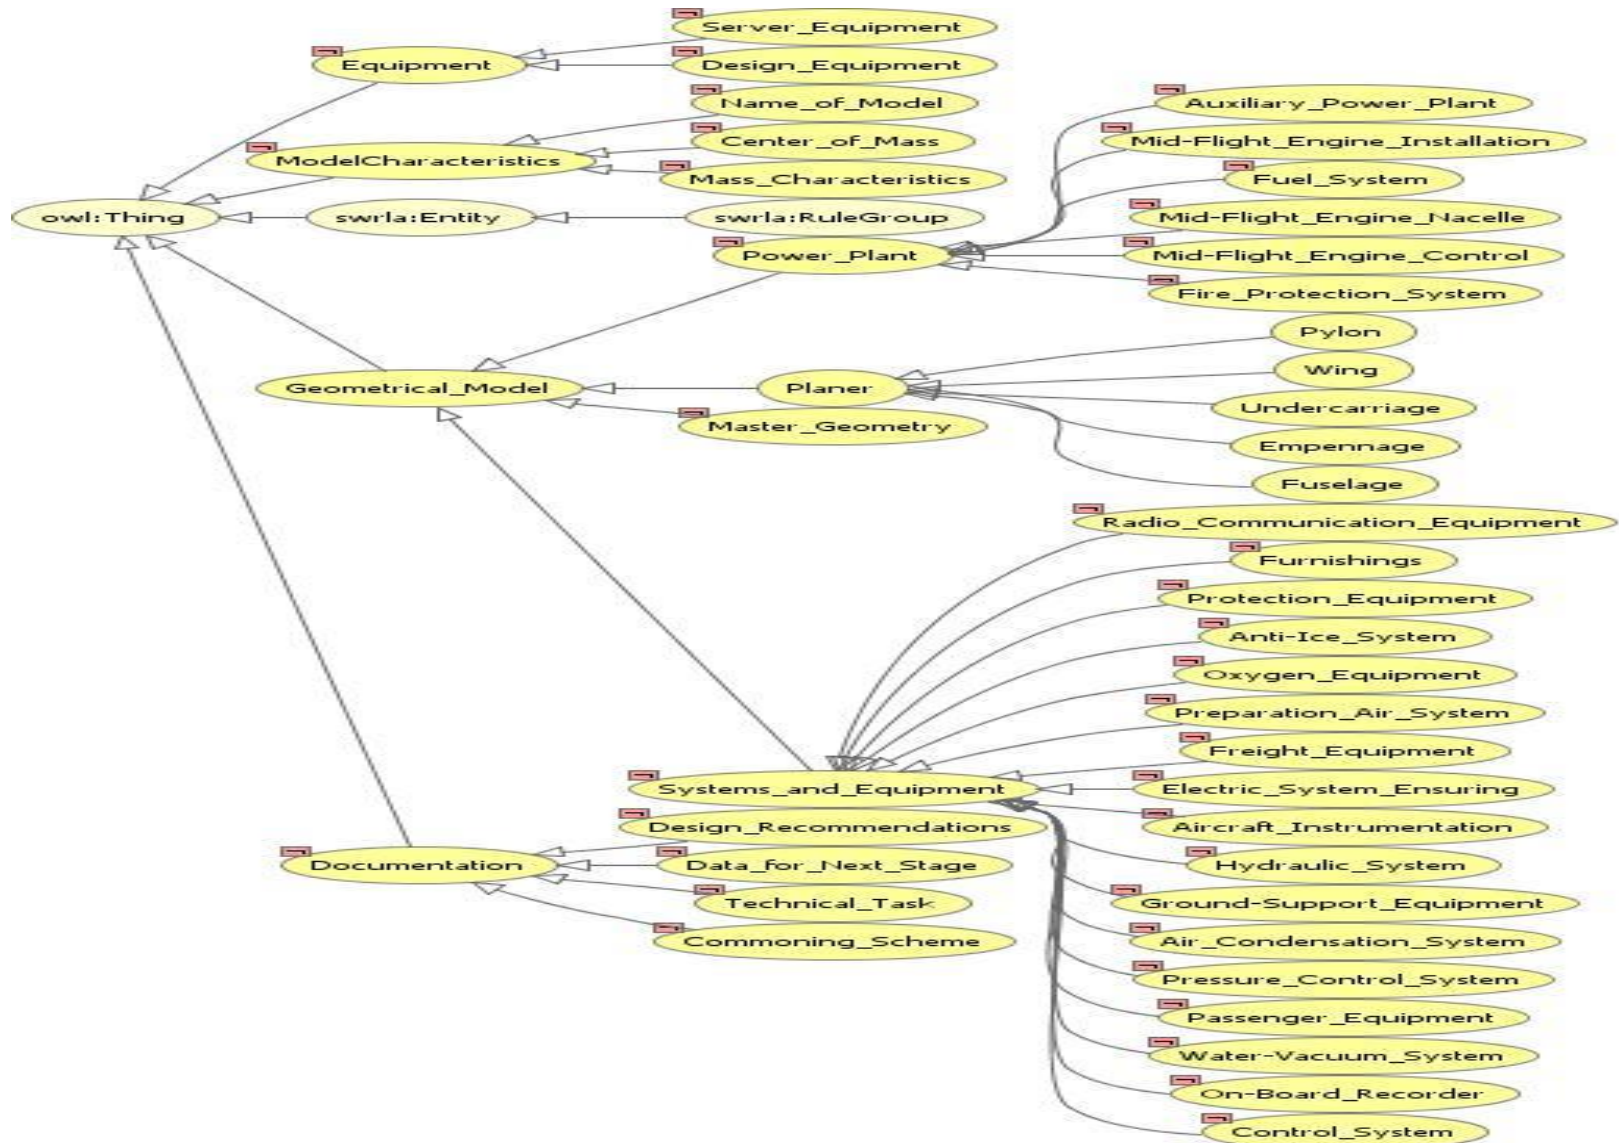 Server_Equipment
Equipment
Design_Equipment
Name_of_Model
Auxiliary_Power_Plant
Center_of_Mass
Mid-Flight_Engine_Installation
ModelCharacteristics
Mass_Characteristics
Fuel_System
owl:Thing
swrla:Entity
swrla:RuleGroup
Mid-Flight_Engine_Nacelle
Power_Plant
Mid-Flight_Engine_Control
Fire_Protection_System
Pylon
Wing
Geometrical_Model
Planer
Undercarriage
Master_Geometry
Empennage
Fuselage
Radio_Communication_Equipment
Furnishings
Protection_Equipment
Anti-Ice_System
Oxygen_Equipment
Preparation_Air_System
Freight_Equipment
Systems_and_Equipment
Electric_System_Ensuring
Design_Recommendations
Aircraft_Instrumentation
Documentation
Data_for_Next_Stage
Hydraulic_System
Technical_Task
Ground-Support_Equipment
Commoning_Scheme
Air_Condensation_System
Pressure_Control_System
Passenger_Equipment
Water-Vacuum_System
On-Board_Recorder
Control_System